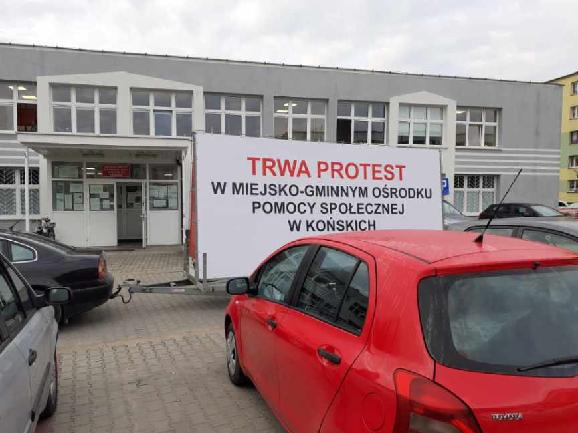 TRWA PROTEST
W MIEJSKO-GMINNYM OŚRODKU
POMOCY SPOŁECZNEJ
W KOŃSKICH
P